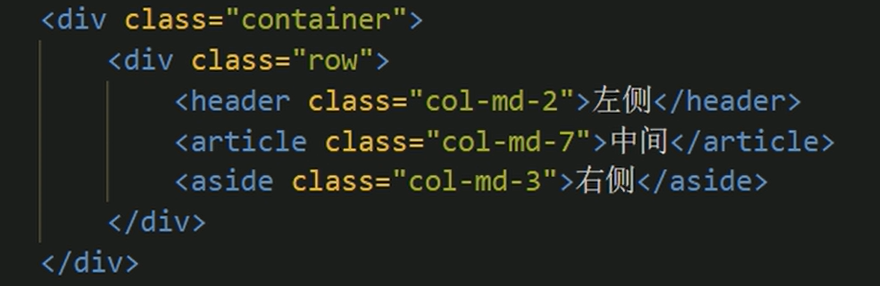 <div class="container">
    <div class="row">
        <header class="col-md-2">左侧</header>
        <article class="col-md-7">中间</article>
        <aside class="col-md-3">右侧</aside>
    </div>
</div>